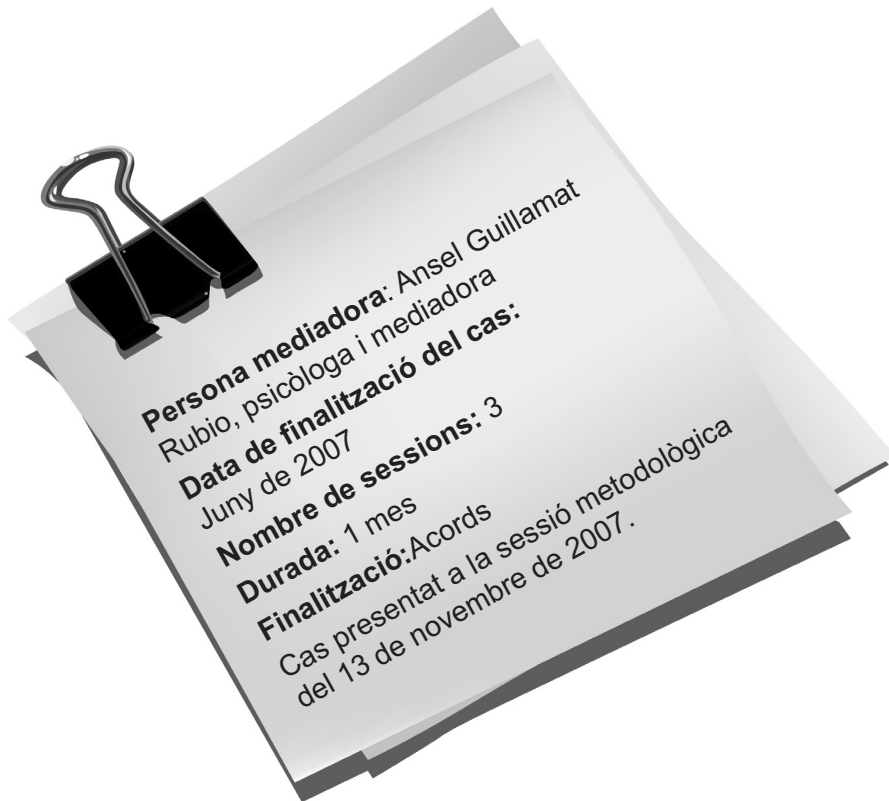 Persona mediadora: Ansel Guillamat
Rubio, psicòloga i mediadora
Data de finalització del cas:
Juny de 2007
Nombre de sessions: 3
Durada: 1 mes
Finalització:Acords
Cas presentat a la sessió metodològica
del 13 de novembre de 2007.